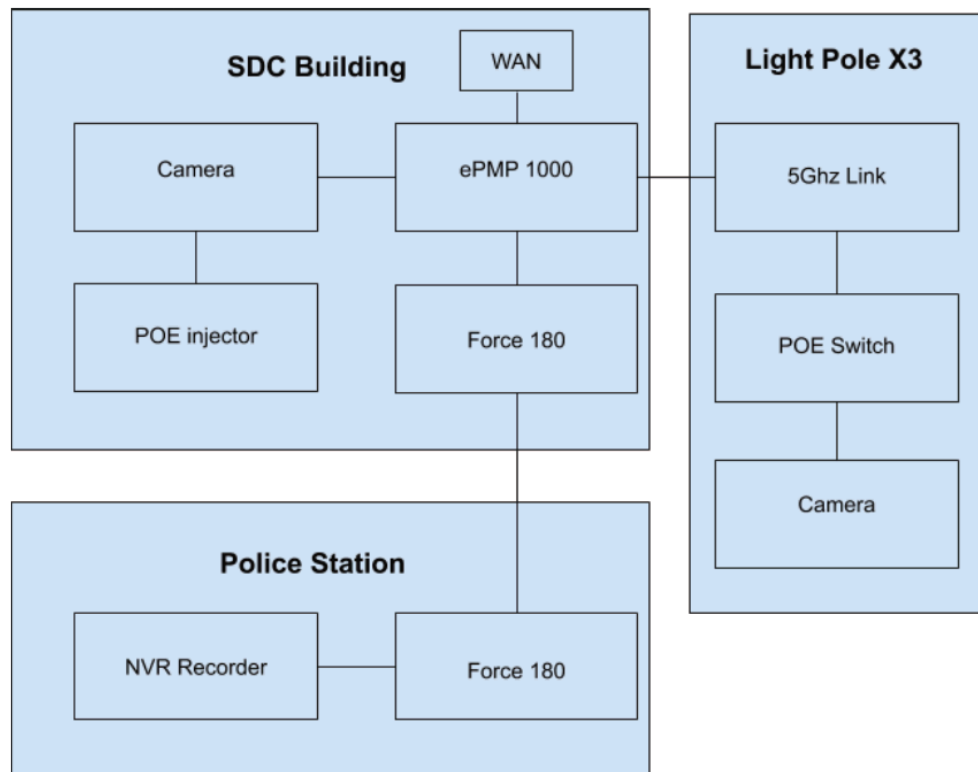 SDC Building
WAN
Camera
ePMP 1000
POE injector
Force 180
Light Pole X3
5Ghz Link
POE Switch
Camera
Police Station
NVR Recorder
Force 180